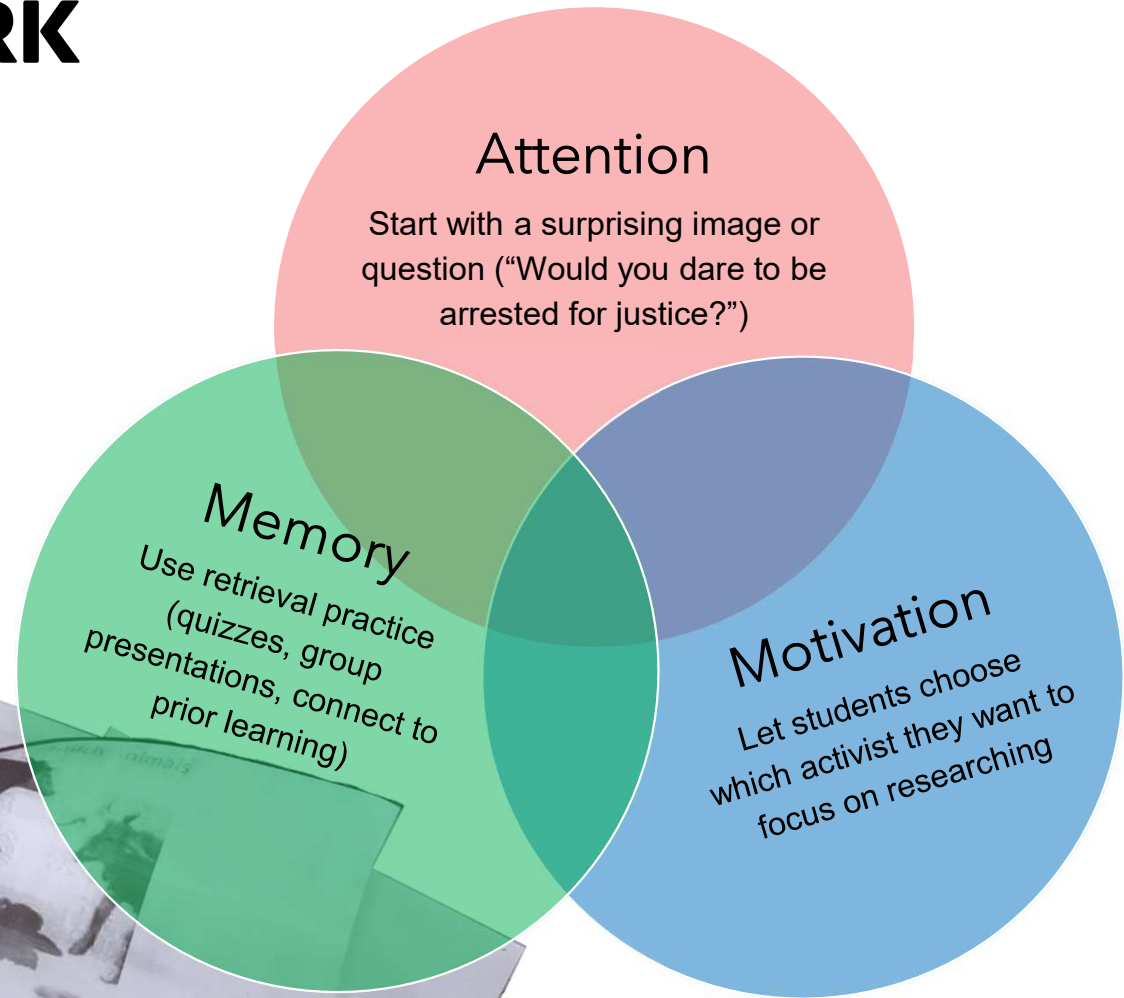 RK
Attention
Start with a surprising image or
question (“Would you dare to be
arrested for justice?”)
Memory
Use retrieval practice
(quizzes, group
presentations, connect to
prior learning)
Motivation
Let students choose
which activist they want to
focus on researching